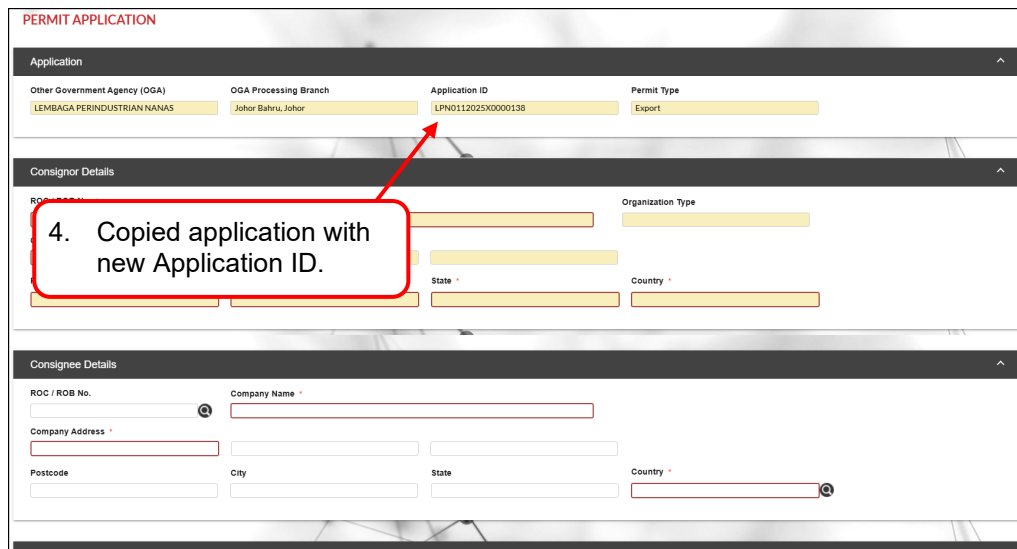 PERMIT APPLICATION
Application
Other Government Agency (OGA) OGA Processing Branch Application ID Permit Type
LEMBAGA PERINDUSTRIAN NANAS Johor Bahru, Johor LPN0112025X0000138 Export
Consignor Details
Organization Type
4. Copied application with
new Application ID.
State * Country *
Consignee Details
ROC / ROB No. Company Name *
Company Address *
Postcode City State Country *